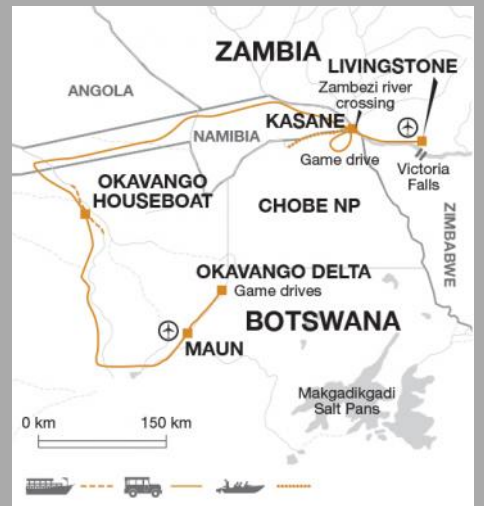 ZAMBIA
LIVINGSTONE
Zambezi river
crossing
ANGOLA
KASANE
NAMIBIA
Game drive
Victoria
Falls
OKAVANGO
HOUSEBOAT
CHOBE NP
ZIMBABWE
OKAVANGO DELTA
Game drives
BOTSWANA
MAUN
Makgadikgadi
Salt Pans
0 km
150 km